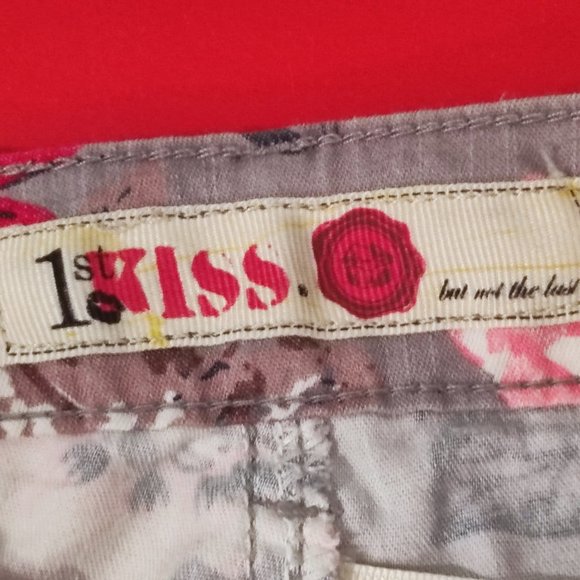 1st KISS.
but not the last